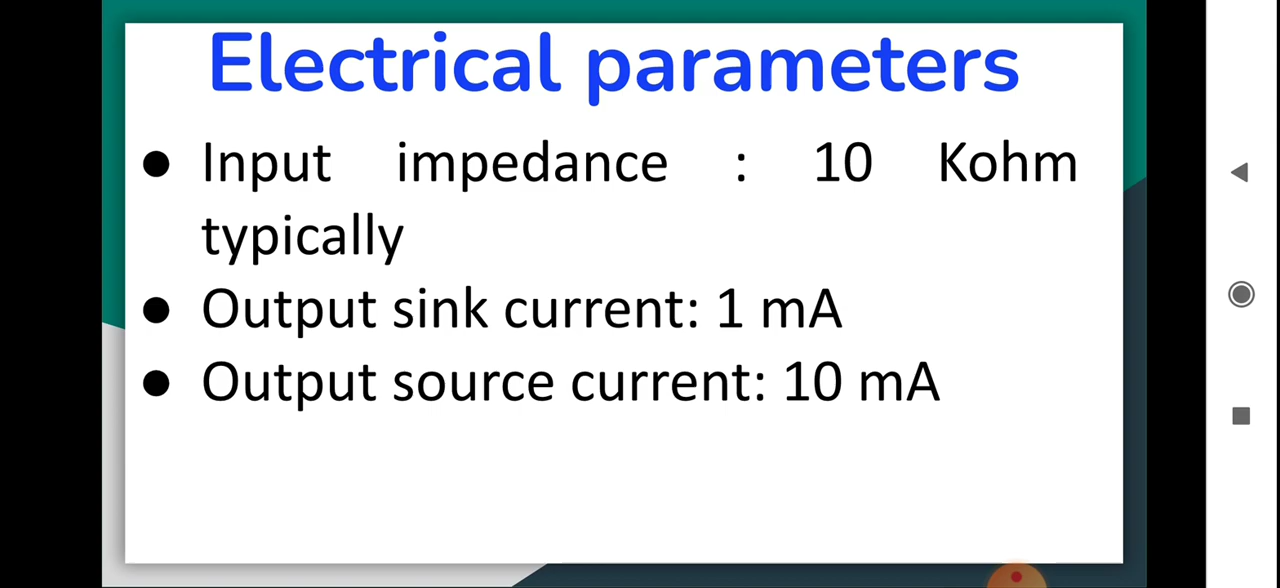 Electrical parameters
● Input impedance : 10 Kohm
typically
● Output sink current: 1 mA
● Output source current: 10 mA